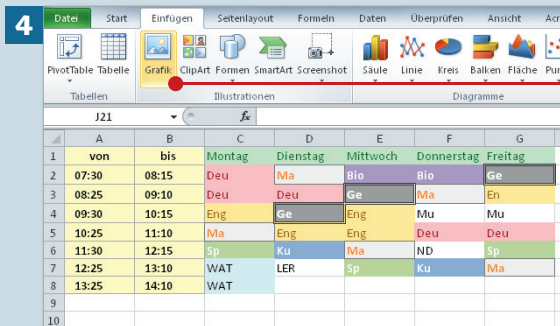 4
Datei Start Einfügen Seitenlayout Formeln Daten Überprüfen Ansicht
PivotTable Tabelle Grafik ClipArt Formen SmartArt Screenshot Säule Linie Kreis Balken Fläche
Tabellen Illustrationen Diagramme
J21 fx
A B C D E F G
1 von bis Montag Dienstag Mittwoch Donnerstag Freitag
2 07:30 08:15 Deu Ma Bio Bio Ge
3 08:25 09:10 Deu Deu Ge Ma En
4 09:30 10:15 Eng Ge Eng Mu Mu
5 10:25 11:10 Ma Eng Eng Deu Deu
6 11:30 12:15 Sp Ku Ma ND Sp
7 12:25 13:10 WAT LER Sp Ku Ma
8 13:25 14:10 WAT
9
10